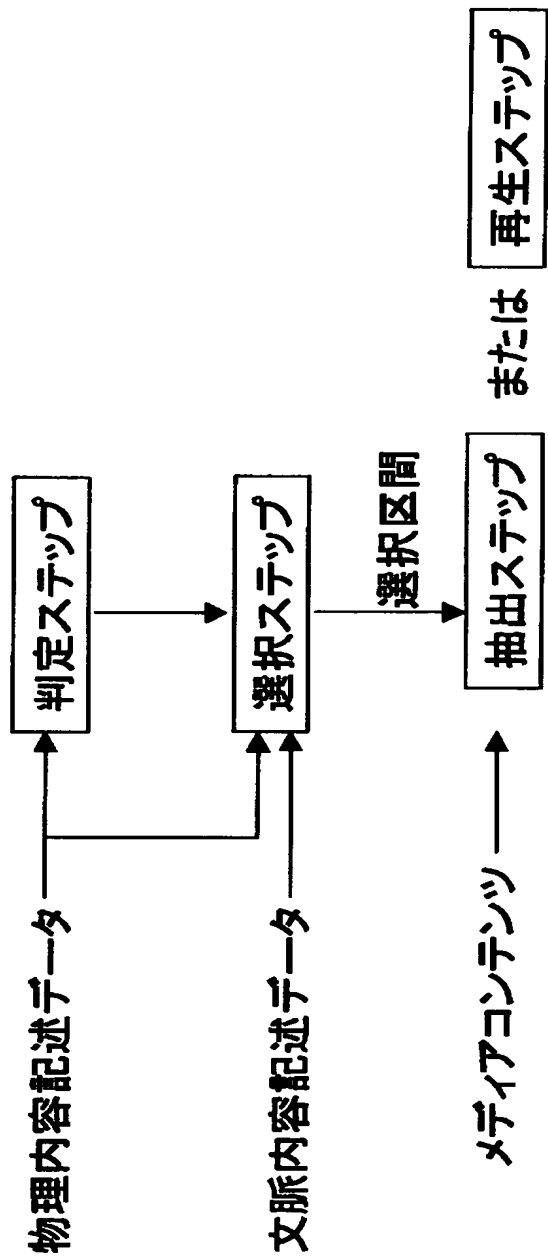 物理内容記述データ
判定ステップ
文脈内容記述データ
選択ステップ
選択区間
メディアコンテンツ
抽出ステップ
または
再生ステップ